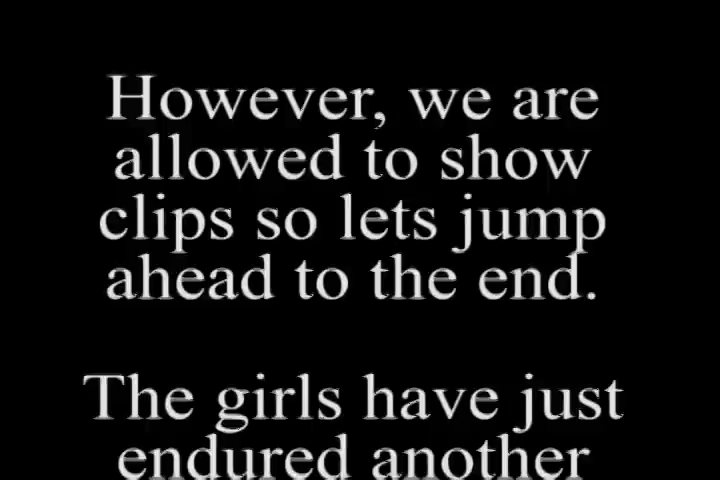 However, we are
allowed to show
clips so lets jump
ahead to the end.
The girls have just
endured another